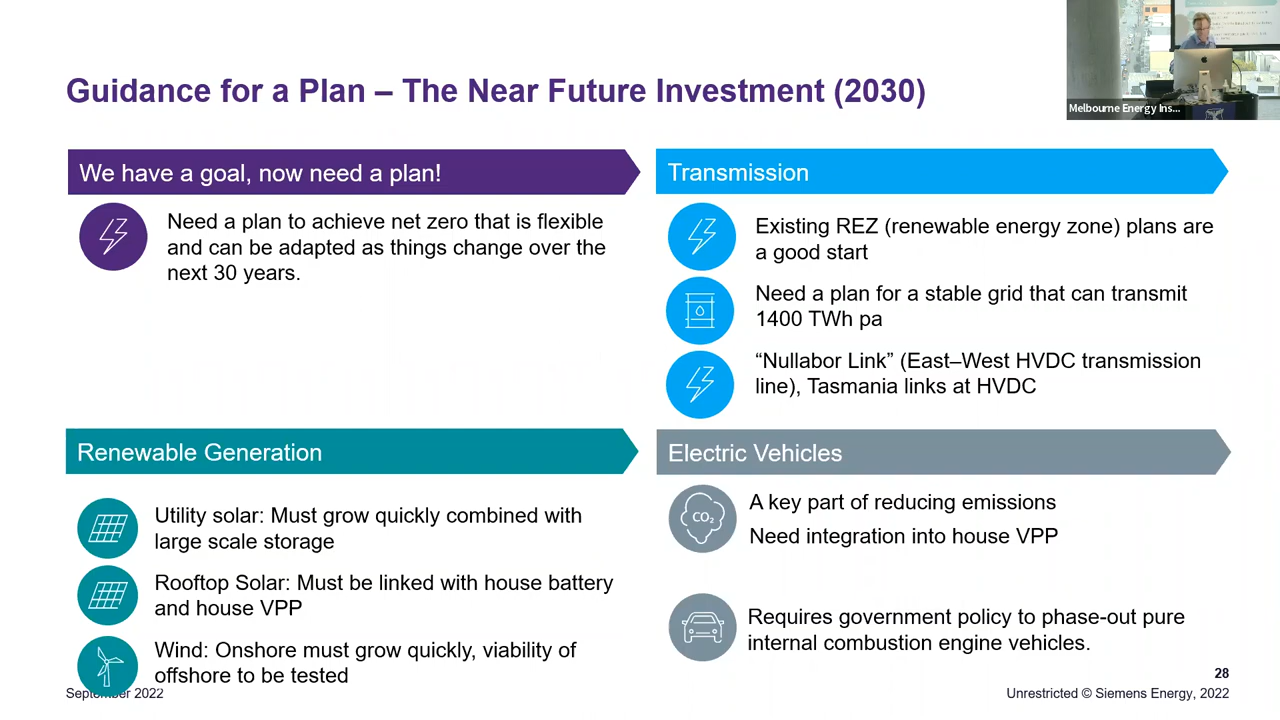 Guidance for a Plan – The Near Future Investment (2030)
Melbourne Energy Ins...
We have a goal, now need a plan!
Need a plan to achieve net zero that is flexible
and can be adapted as things change over the
next 30 years.
Transmission
Existing REZ (renewable energy zone) plans are
a good start
Need a plan for a stable grid that can transmit
1400 TWh pa
“Nullabor Link” (East–West HVDC transmission
line), Tasmania links at HVDC
Renewable Generation
Utility solar: Must grow quickly combined with
large scale storage
Rooftop Solar: Must be linked with house battery
and house VPP
Wind: Onshore must grow quickly, viability of
offshore to be tested
Electric Vehicles
CO₂
A key part of reducing emissions
Need integration into house VPP
Requires government policy to phase-out pure
internal combustion engine vehicles.
28
September 2022
Unrestricted © Siemens Energy, 2022